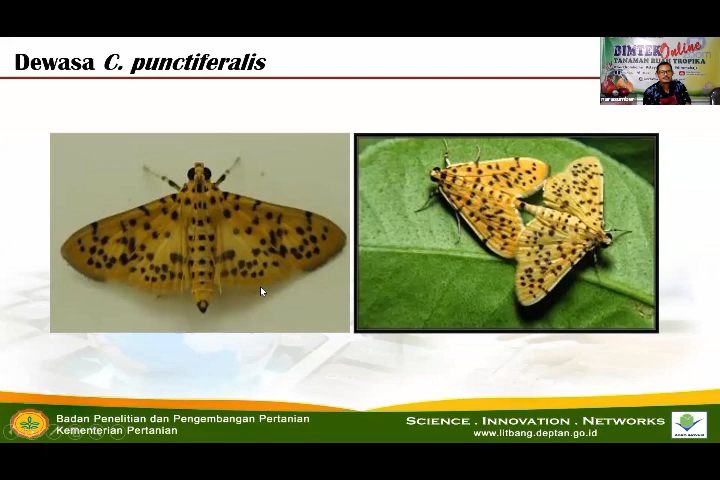 Dewasa C. punctiferalis
BIMTEK Online
TANAMAN BUAH TROPIKA
Badan Penelitian dan Pengembangan Pertanian
Kementerian Pertanian
SCIENCE . INNOVATION . NETWORKS
www.litbang.deptan.go.id